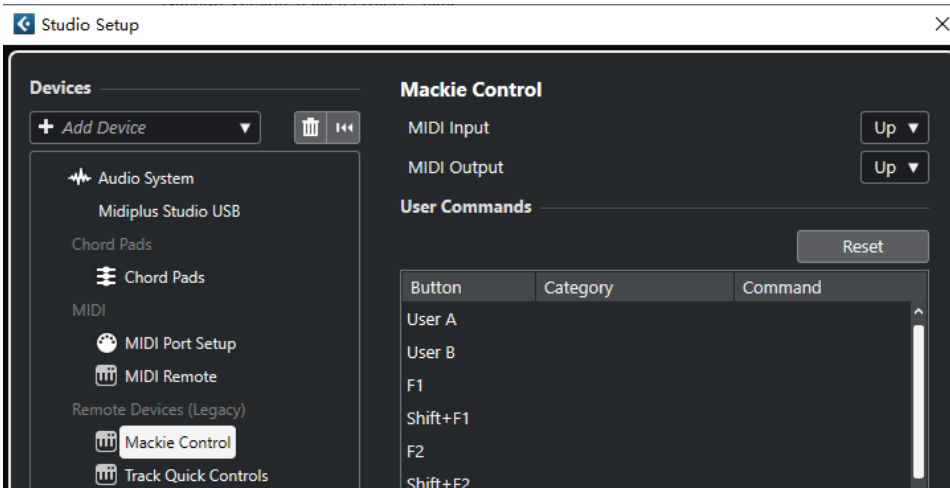 Studio Setup
Devices
Add Device
Audio System
Midiplus Studio USB
Chord Pads
Chord Pads
MIDI
MIDI Port Setup
MIDI Remote
Remote Devices (Legacy)
Mackie Control
Track Quick Controls
Mackie Control
MIDI Input Up
MIDI Output Up
User Commands
Reset
Button Category Command
User A
User B
F1
Shift+F1
F2
Shift+F2